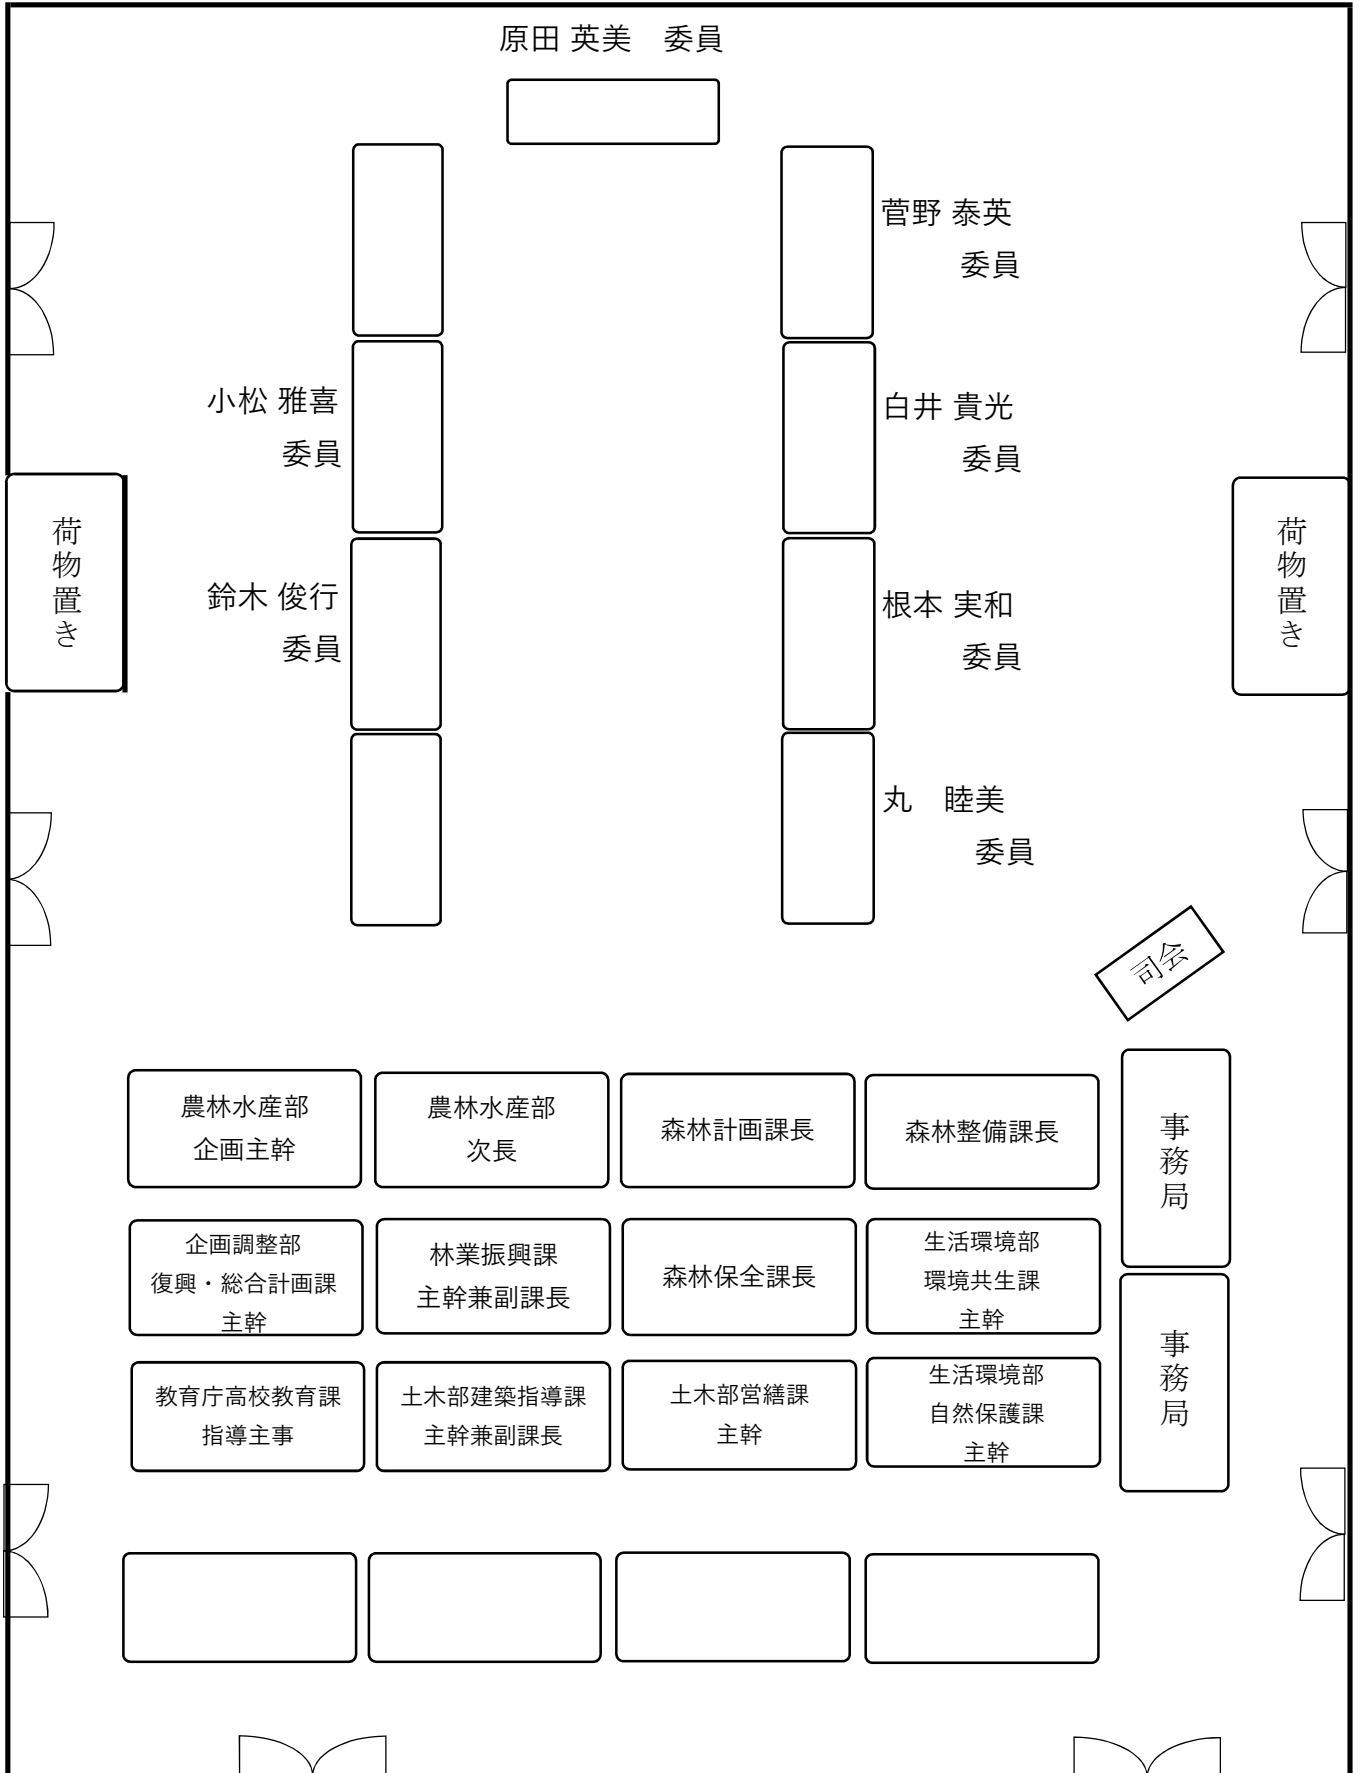 原田 英美　委員
菅野 泰英
委員
小松 雅喜
委員
白井 貴光
委員
荷物置き
鈴木 俊行
委員
根本 実和
委員
荷物置き
丸　睦美
委員
司会
農林水産部
企画主幹
農林水産部
次長
森林計画課長
森林整備課長
事務局
企画調整部
復興・総合計画課
主幹
林業振興課
主幹兼副課長
森林保全課長
生活環境部
環境共生課
主幹
事務局
教育庁高校教育課
指導主事
土木部建築指導課
主幹兼副課長
土木部営繕課
主幹
生活環境部
自然保護課
主幹